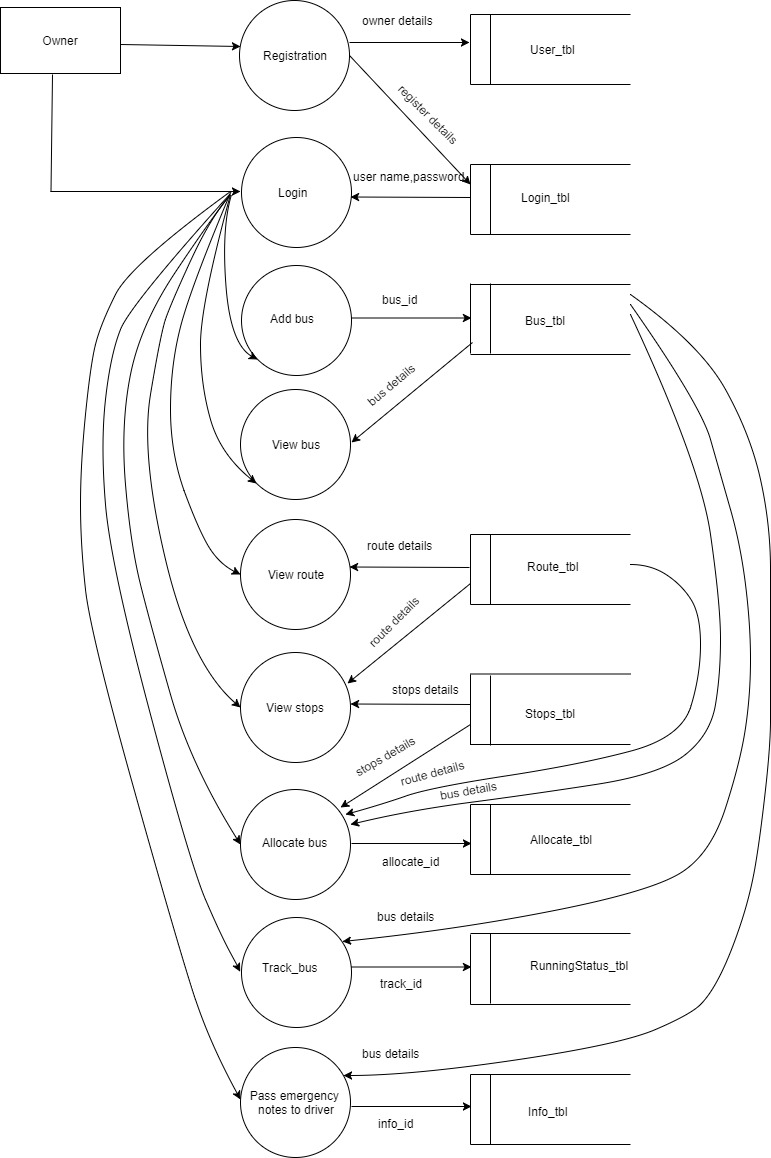 owner details
Owner
Registration
User_tbl
register details
user name,password
Login
Login_tbl
bus_id
Add bus
Bus_tbl
bus details
View bus
route details
View route
Route_tbl
route details
stops details
View stops
Stops_tbl
stops details
route details
bus details
Allocate bus
Allocate_tbl
allocate_id
bus details
Track_bus
RunningStatus_tbl
track_id
bus details
Pass emergency
notes to driver
Info_tbl
info_id